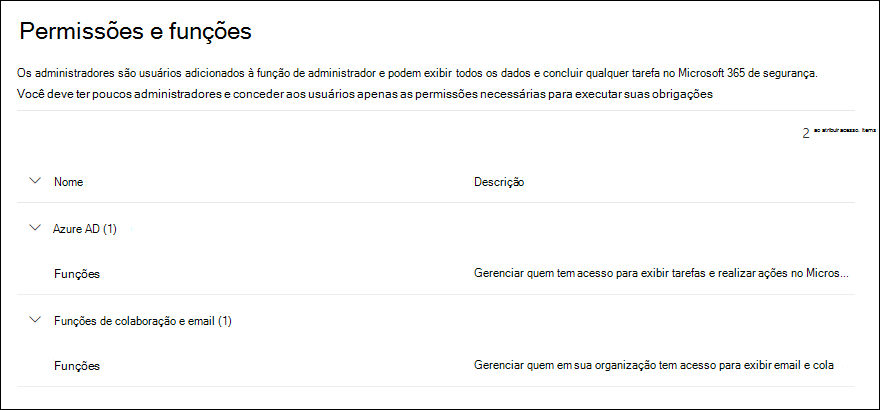 Permissões e funções
Os administradores são usuários adicionados à função de administrador e podem exibir todos os dados e concluir qualquer tarefa no Microsoft 365 de segurança.
Você deve ter poucos administradores e conceder aos usuários apenas as permissões necessárias para executar suas obrigações
2 ao atribuir acesso. items
Nome Descrição
Azure AD (1)
Funções Gerenciar quem tem acesso para exibir tarefas e realizar ações no Micros...
Funções de colaboração e email (1)
Funções Gerenciar quem em sua organização tem acesso para exibir email e cola